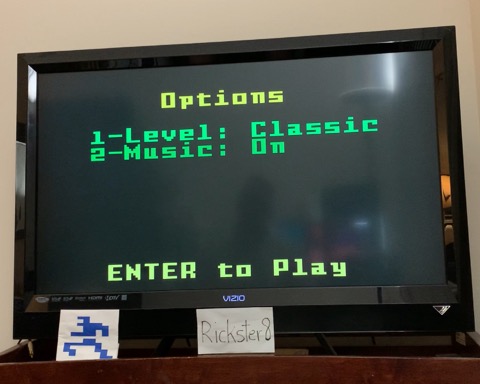 Options
1-Level: Classic
2-Music: On
ENTER to Play
VIZIO
Rickster8